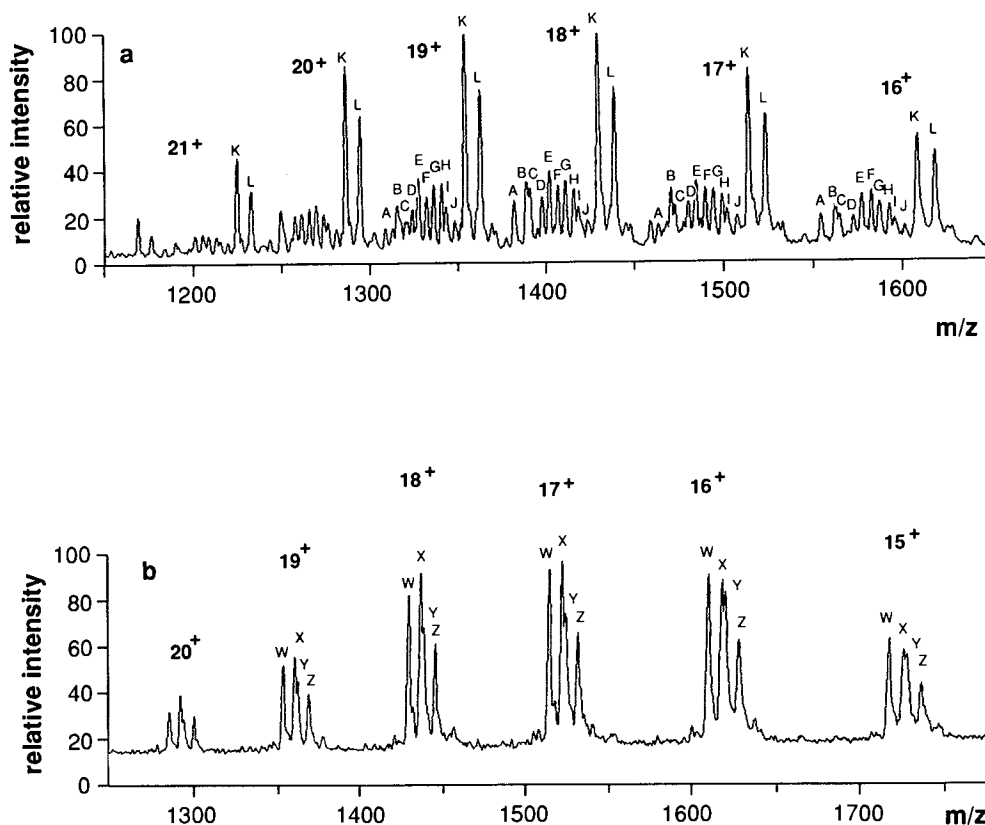 a
relative intensity
100
80
60
40
20
0
21+
K
L
20+
K
L
A
B
C
D
E
F
G
H
I
J
19+
K
L
A
B
C
D
E
F
G
H
I
J
18+
K
L
A
B
C
D
E
F
G
H
I
J
17+
K
L
A
B
C
D
E
F
G
H
I
J
16+
K
L
1200
1300
1400
1500
1600
m/z
b
relative intensity
100
80
60
40
20
0
20+
19+
W
X
Y
Z
18+
W
X
Y
Z
17+
W
X
Y
Z
16+
W
X
Y
Z
15+
W
X
Y
Z
1300
1400
1500
1600
1700
m/z